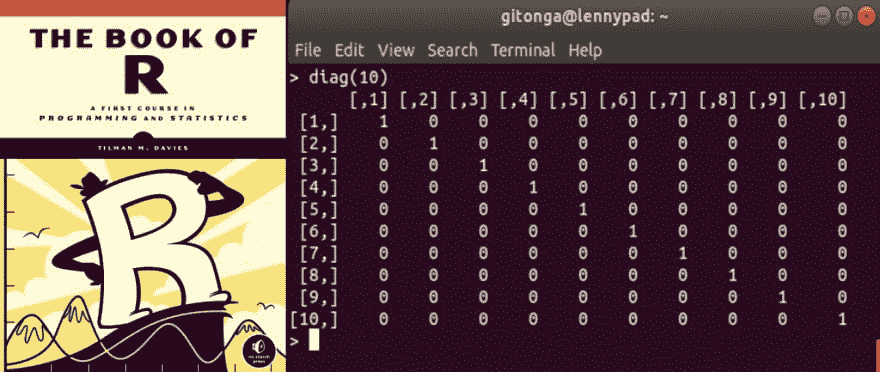 THE BOOK OF
R
A FIRST COURSE IN
PROGRAMMING AND STATISTICS
TILMAN M. DAVIES
R
no starch
press
gitonga@lennypad: ~
File Edit View Search Terminal Help
> diag(10)
[,1] [,2] [,3] [,4] [,5] [,6] [,7] [,8] [,9] [,10]
[1,] 1 0 0 0 0 0 0 0 0 0
[2,] 0 1 0 0 0 0 0 0 0 0
[3,] 0 0 1 0 0 0 0 0 0 0
[4,] 0 0 0 1 0 0 0 0 0 0
[5,] 0 0 0 0 1 0 0 0 0 0
[6,] 0 0 0 0 0 1 0 0 0 0
[7,] 0 0 0 0 0 0 1 0 0 0
[8,] 0 0 0 0 0 0 0 1 0 0
[9,] 0 0 0 0 0 0 0 0 1 0
[10,] 0 0 0 0 0 0 0 0 0 1
>